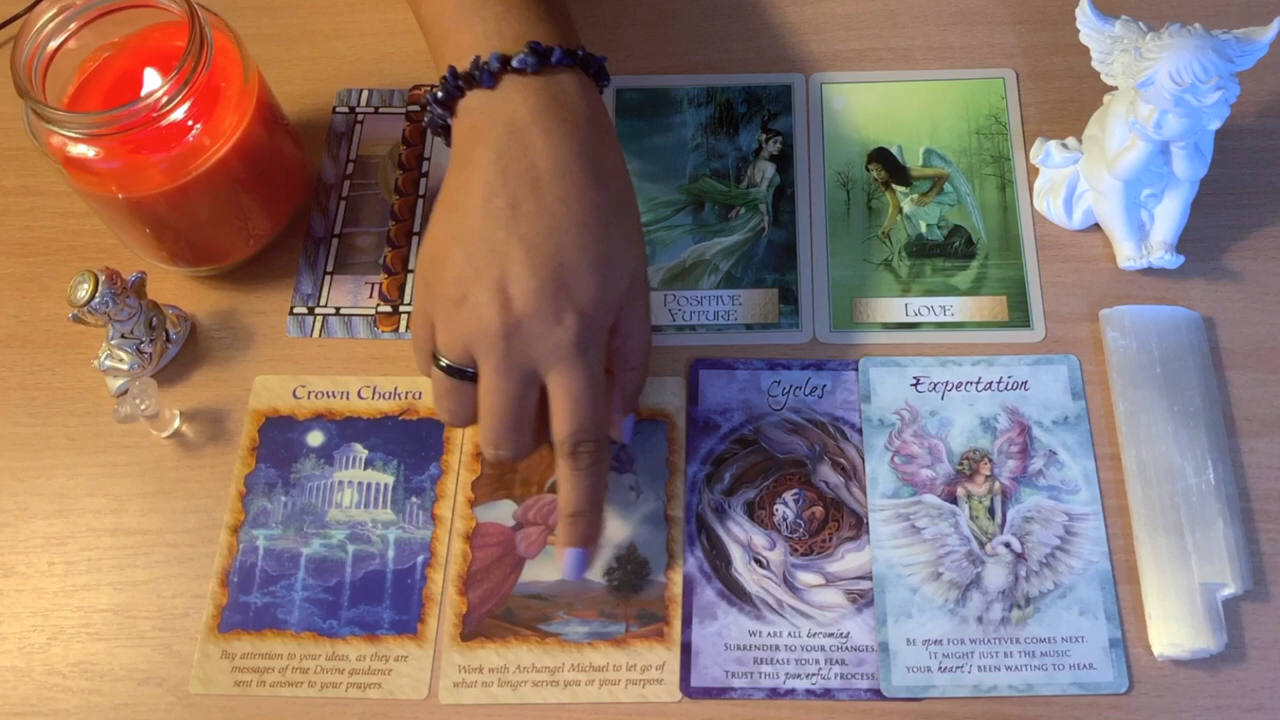 T
POSITIVE
FUTURE
LOVE
Crown Chakra
Pay attention to your ideas, as they are
messages of true Divine guidance
sent in answer to your prayers.
Work with Archangel Michael to let go of
what no longer serves you or your purpose.
Cycles
WE ARE ALL becoming.
SURRENDER TO YOUR CHANGES.
RELEASE YOUR FEAR.
TRUST THIS powerful PROCESS.
Expectation
BE open FOR WHATEVER COMES NEXT.
IT MIGHT JUST BE THE MUSIC
YOUR heart's BEEN WAITING TO HEAR.